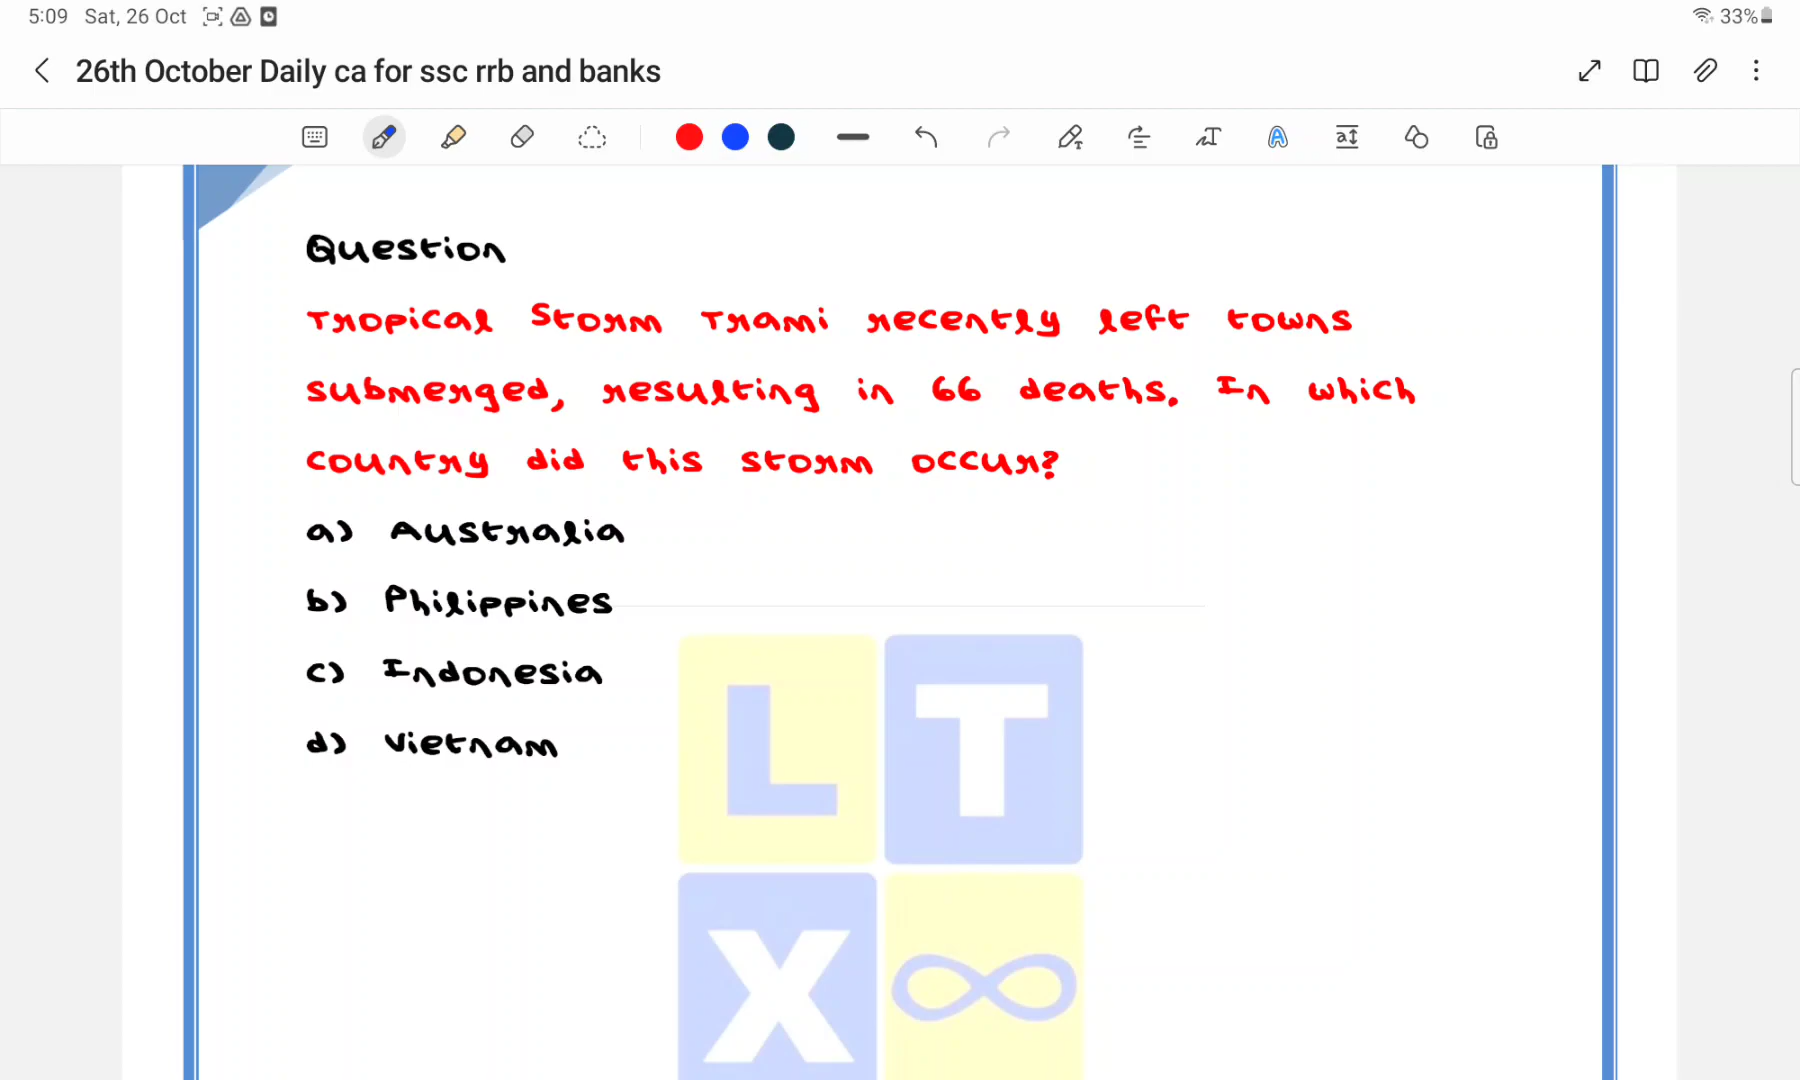 5:09 Sat, 26 Oct 33%
26th October Daily ca for ssc rrb and banks
Question
Tropical Storm Trami recently left towns
submerged, resulting in 66 deaths. In which
country did this storm occur?
a) Australia
b) Philippines
c) Indonesia
d) Vietnam
L T
X ∞